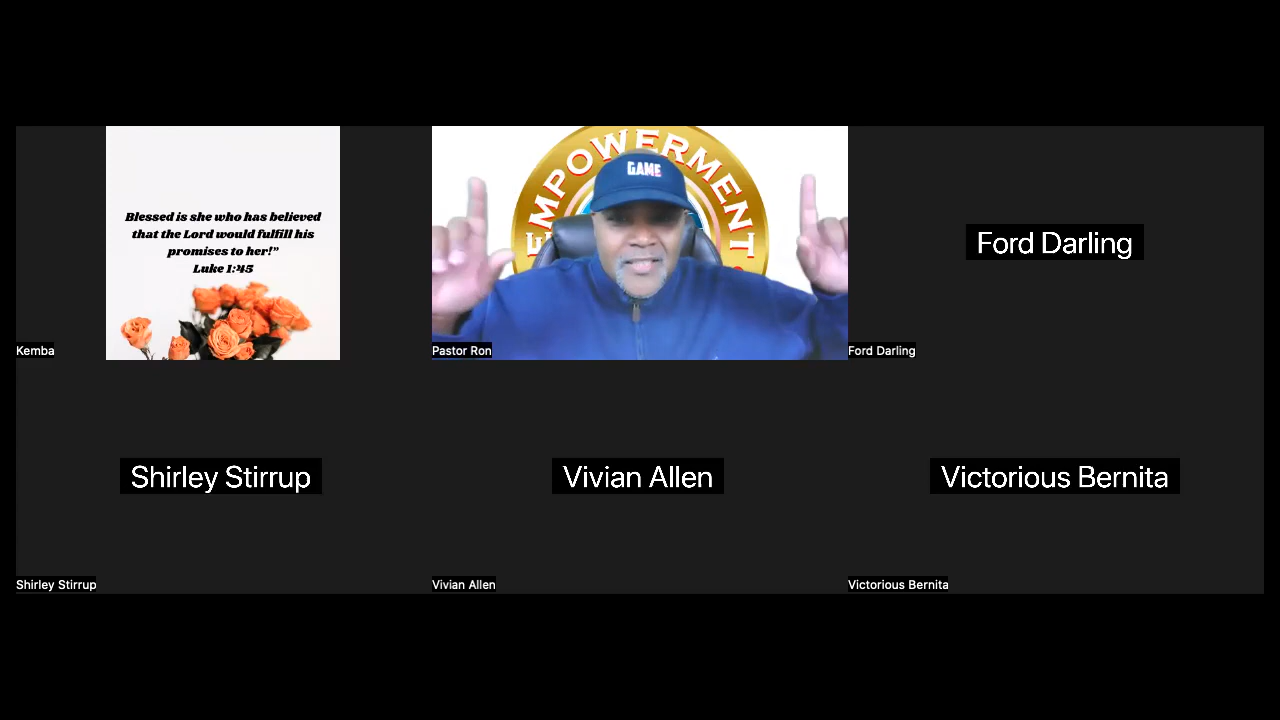 Blessed is she who has believed
that the Lord would fulfill his
promises to her!”
Luke 1:45
Kemba
EMPOWERMENT
GAME
Pastor Ron
Ford Darling
Ford Darling
Shirley Stirrup
Shirley Stirrup
Vivian Allen
Vivian Allen
Victorious Bernita
Victorious Bernita